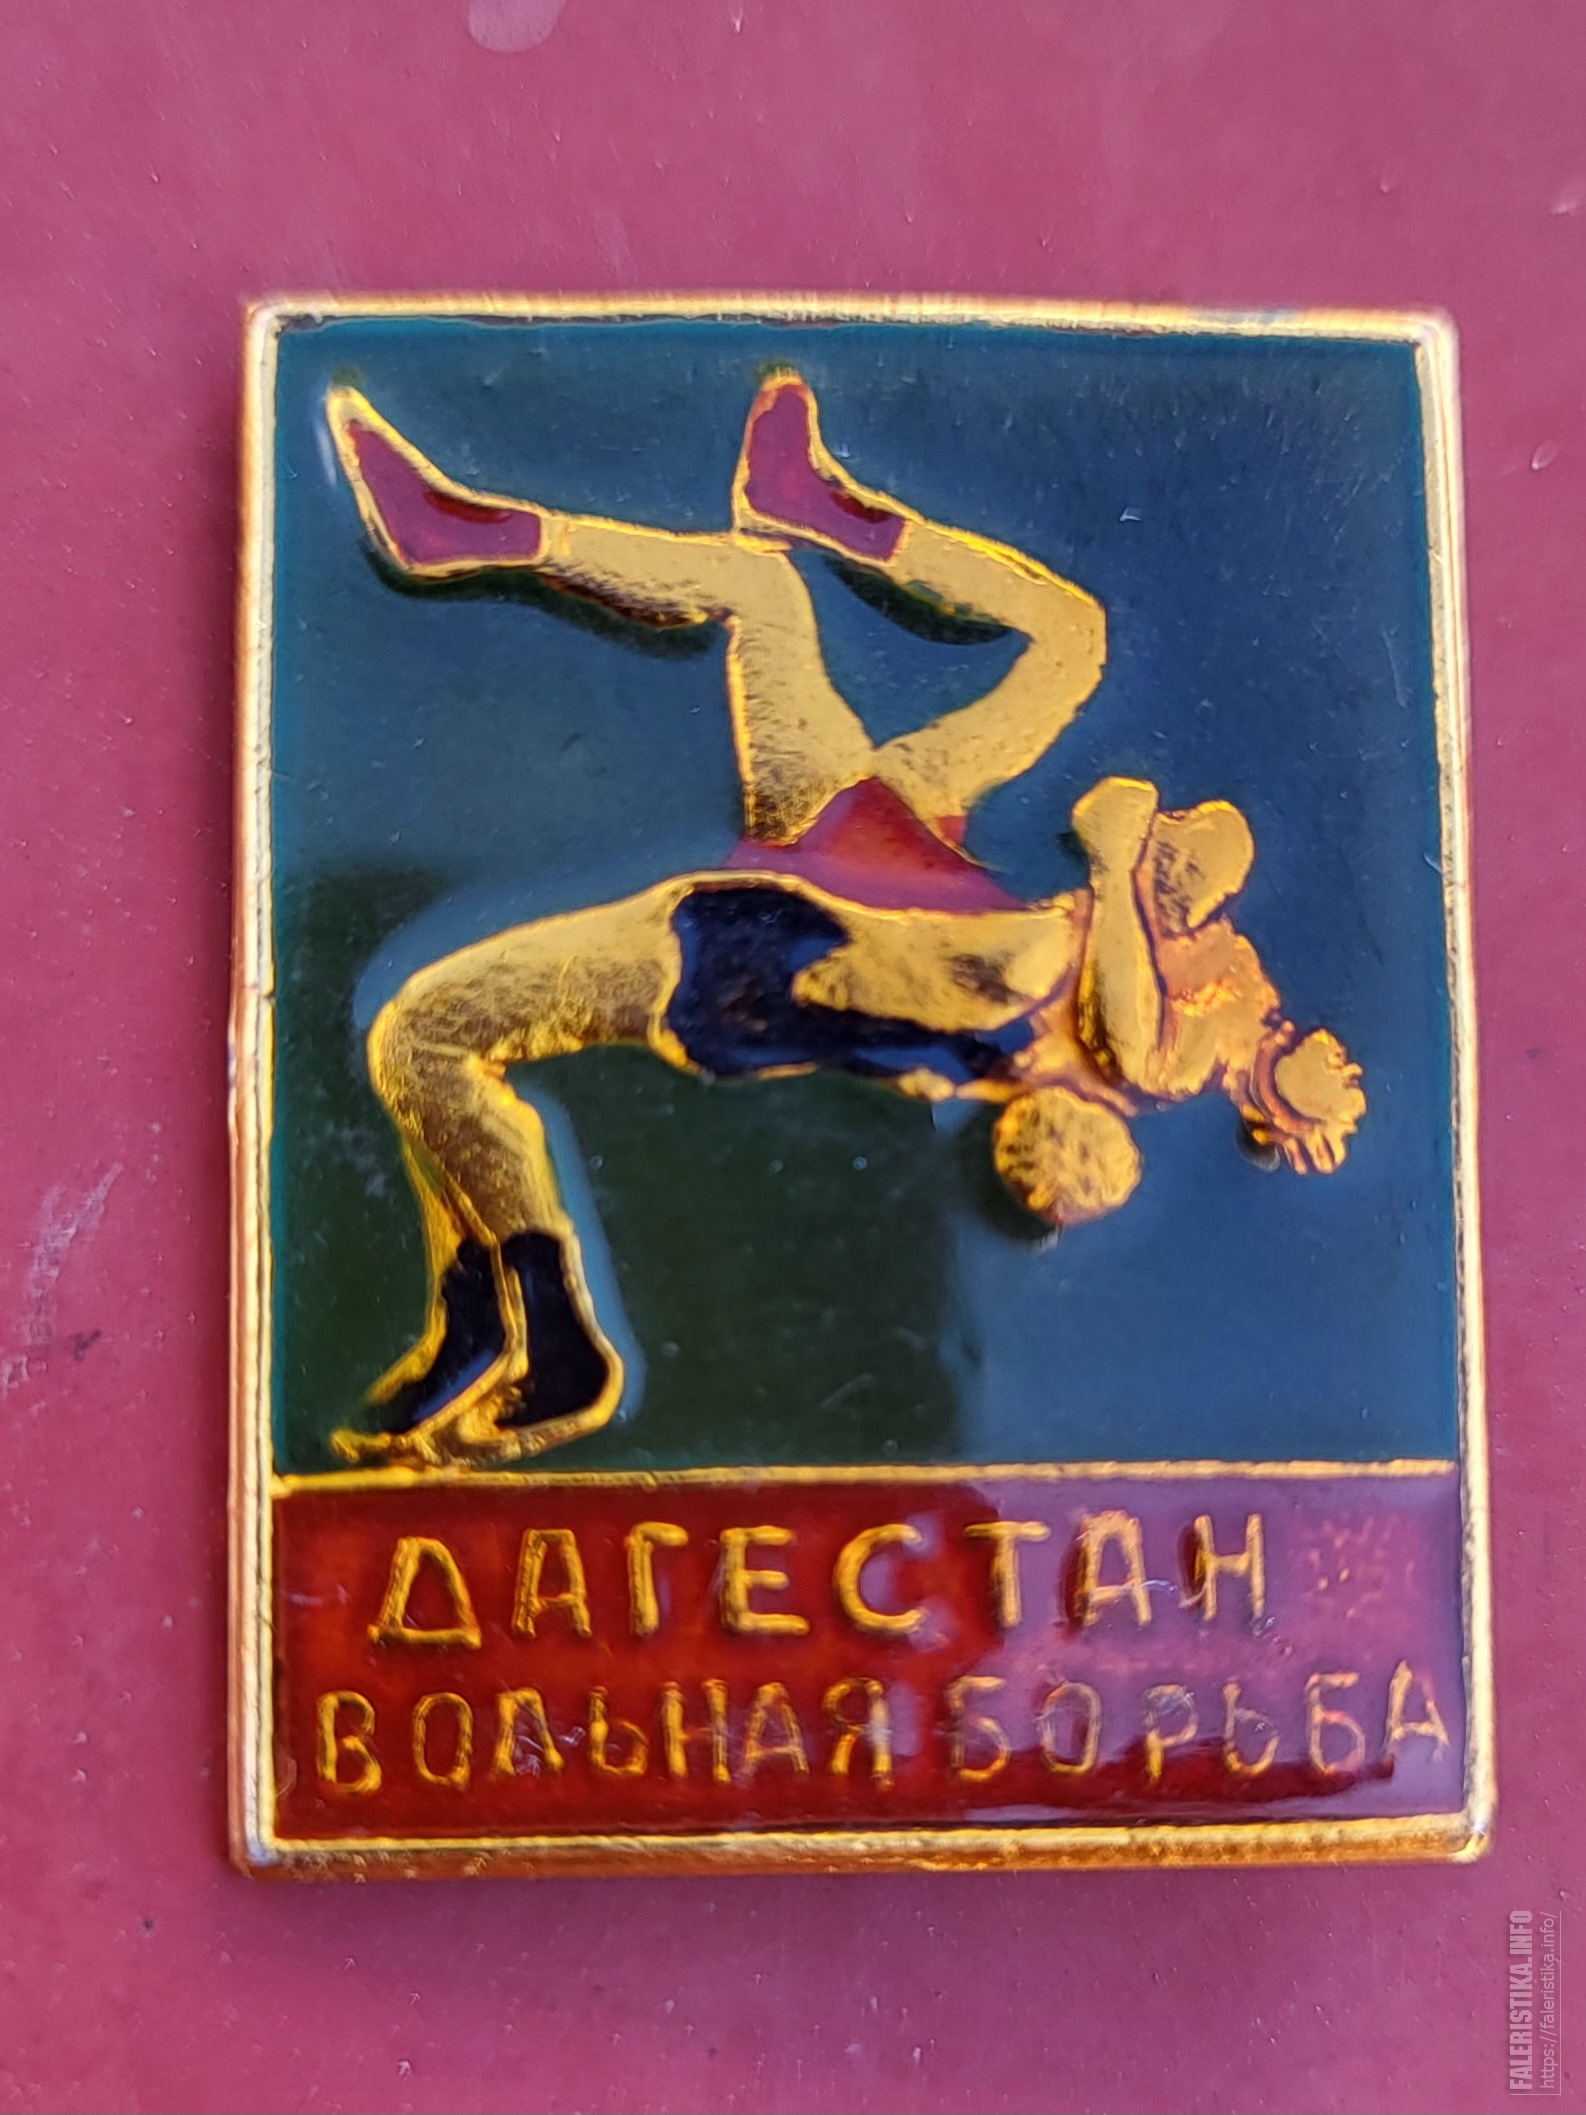 ДАГЕСТАН
ВОЛЬНАЯ БОРЬБА
FALERISTIKA.INFO
https://faleristika.info/